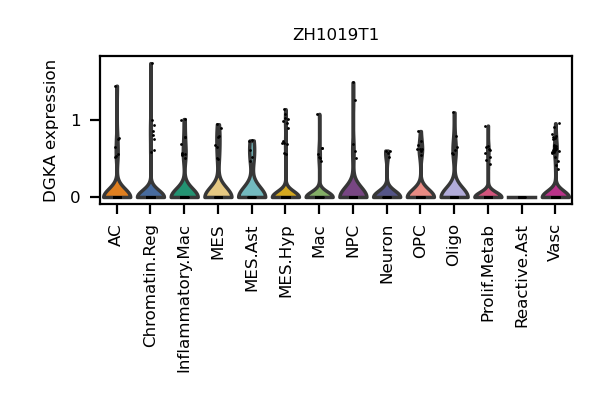 ZH1019T1
DGKA expression
1
0
AC
Chromatin.Reg
Inflammatory.Mac
MES
MES.Ast
MES.Hyp
Mac
NPC
Neuron
OPC
Oligo
Prolif.Metab
Reactive.Ast
Vasc